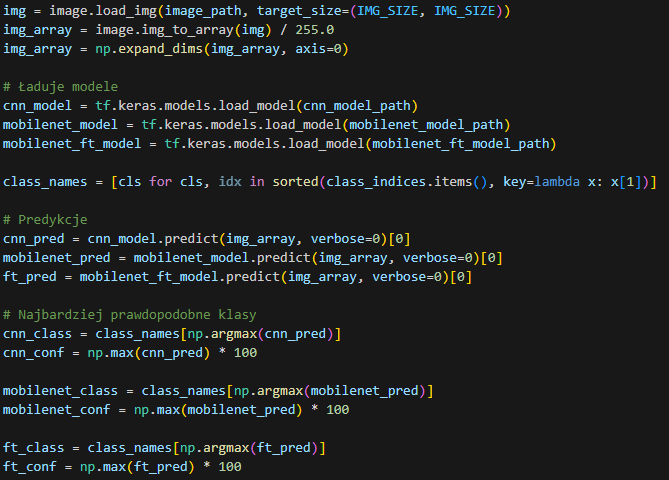 img = image.load_img(image_path, target_size=(IMG_SIZE, IMG_SIZE))
img_array = image.img_to_array(img) / 255.0
img_array = np.expand_dims(img_array, axis=0)

# Ładuje modele
cnn_model = tf.keras.models.load_model(cnn_model_path)
mobilenet_model = tf.keras.models.load_model(mobilenet_model_path)
mobilenet_ft_model = tf.keras.models.load_model(mobilenet_ft_model_path)

class_names = [cls for cls, idx in sorted(class_indices.items(), key=lambda x: x[1])]

# Predykcje
cnn_pred = cnn_model.predict(img_array, verbose=0)[0]
mobilenet_pred = mobilenet_model.predict(img_array, verbose=0)[0]
ft_pred = mobilenet_ft_model.predict(img_array, verbose=0)[0]

# Najbardziej prawdopodobne klasy
cnn_class = class_names[np.argmax(cnn_pred)]
cnn_conf = np.max(cnn_pred) * 100

mobilenet_class = class_names[np.argmax(mobilenet_pred)]
mobilenet_conf = np.max(mobilenet_pred) * 100

ft_class = class_names[np.argmax(ft_pred)]
ft_conf = np.max(ft_pred) * 100